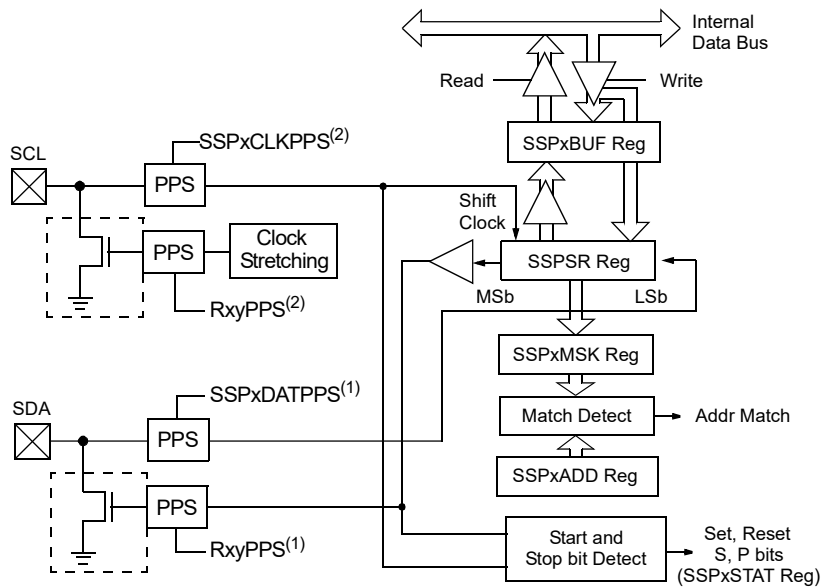 Internal
Data Bus
Read
Write
SSPxCLKPPS(2)
SSPxBUF Reg
SCL
PPS
Shift
Clock
PPS
Clock
Stretching
SSPSR Reg
MSb
LSb
RxyPPS(2)
SSPxMSK Reg
SSPxDATPPS(1)
SDA
Match Detect
Addr Match
PPS
SSPxADD Reg
PPS
Start and
Stop bit Detect
Set, Reset
S, P bits
(SSPxSTAT Reg)
RxyPPS(1)